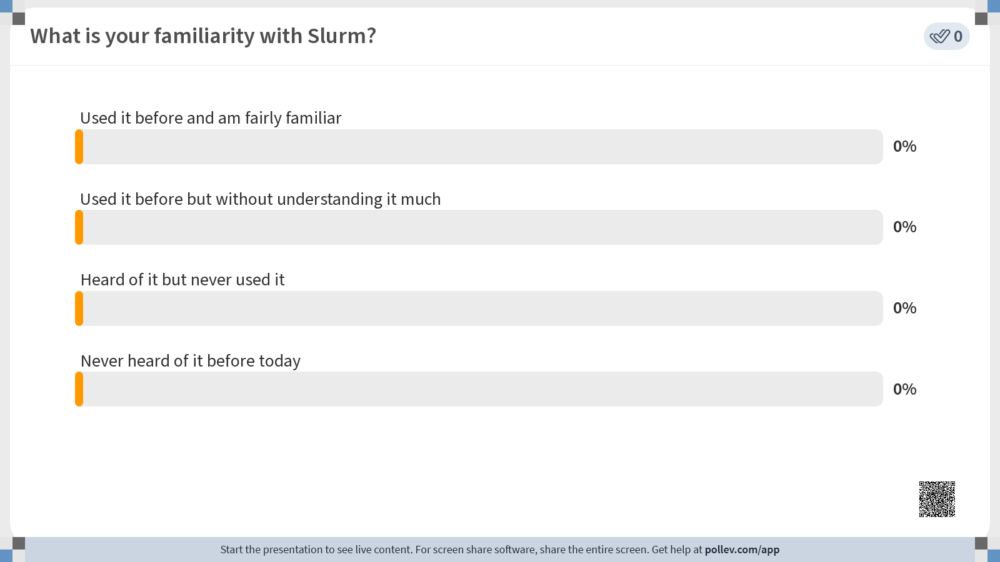 What is your familiarity with Slurm?
0
Used it before and am fairly familiar
0%
Used it before but without understanding it much
0%
Heard of it but never used it
0%
Never heard of it before today
0%
Start the presentation to see live content. For screen share software, share the entire screen. Get help at pollev.com/app